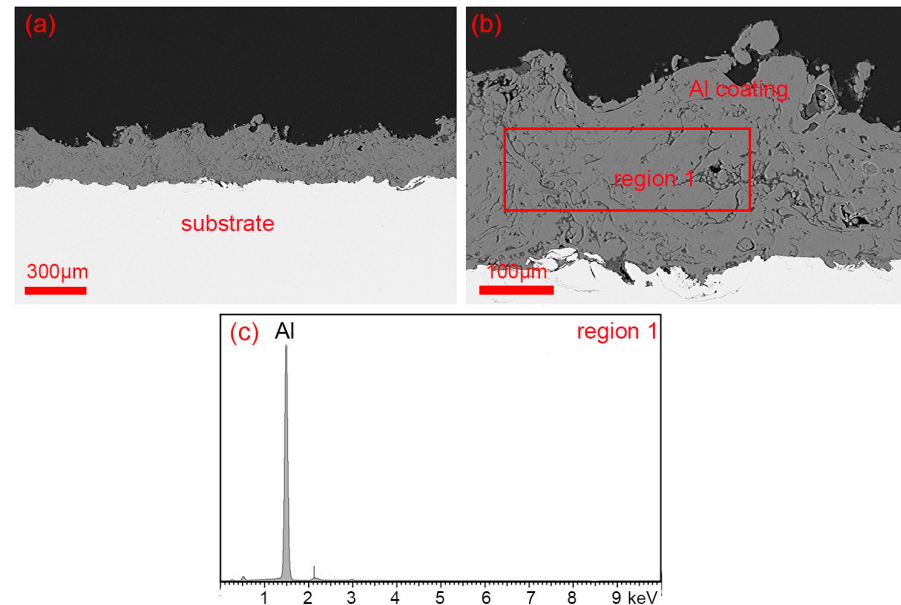 (a)
substrate
300μm
(b)
Al coating
region 1
100μm
(c)
Al
region 1
1 2 3 4 5 6 7 8 9 keV